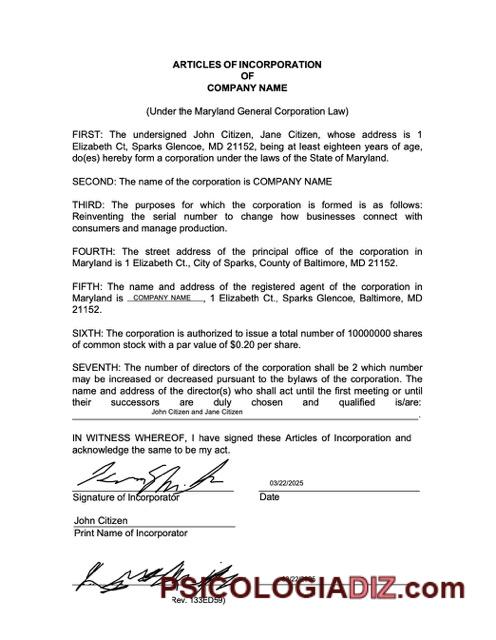 ARTICLES OF INCORPORATION
OF
COMPANY NAME
(Under the Maryland General Corporation Law)
FIRST: The undersigned John Citizen, Jane Citizen, whose address is 1
Elizabeth Ct, Sparks Glencoe, MD 21152, being at least eighteen years of age,
do(es) hereby form a corporation under the laws of the State of Maryland.
SECOND: The name of the corporation is COMPANY NAME
THIRD: The purposes for which the corporation is formed is as follows:
Reinventing the serial number to change how businesses connect with
consumers and manage production.
FOURTH: The street address of the principal office of the corporation in
Maryland is 1 Elizabeth Ct., City of Sparks, County of Baltimore, MD 21152.
FIFTH: The name and address of the registered agent of the corporation in
Maryland is COMPANY NAME, 1 Elizabeth Ct., Sparks Glencoe, Baltimore, MD
21152.
SIXTH: The corporation is authorized to issue a total number of 10000000 shares
of common stock with a par value of $0.20 per share.
SEVENTH: The number of directors of the corporation shall be 2 which number
may be increased or decreased pursuant to the bylaws of the corporation. The
name and address of the director(s) who shall act until the first meeting or until
their successors are duly chosen and qualified is/are:
John Citizen and Jane Citizen.
IN WITNESS WHEREOF, I have signed these Articles of Incorporation and
acknowledge the same to be my act.
03/22/2025
Signature of Incorporator Date
John Citizen
Print Name of Incorporator
PSICOLOGIADIZ.com
Rev. 133ED59)